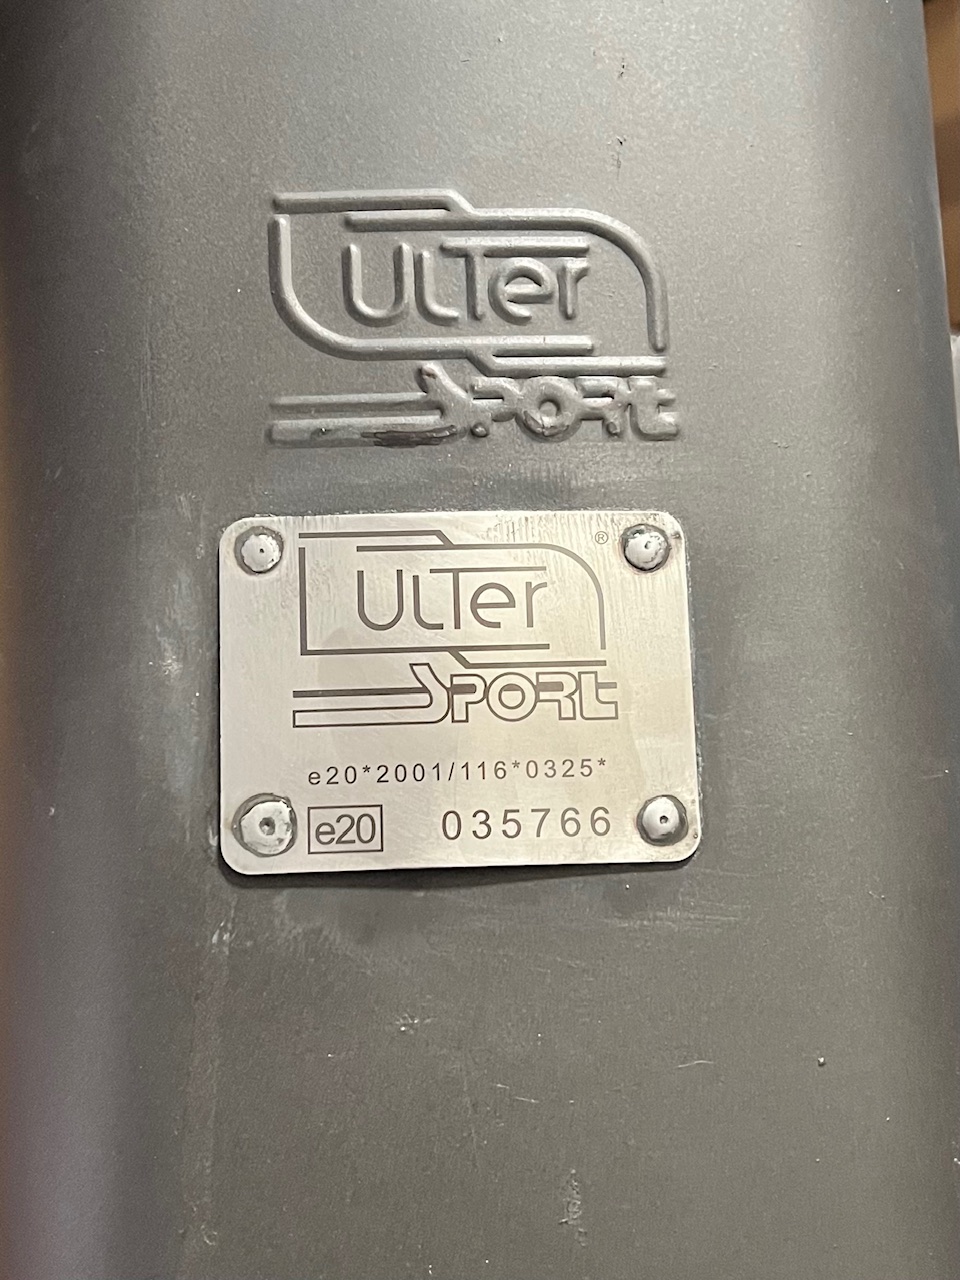 ULTer
SPORt
®
ULTer
SPORt
e20*2001/116*0325*
e20 035766